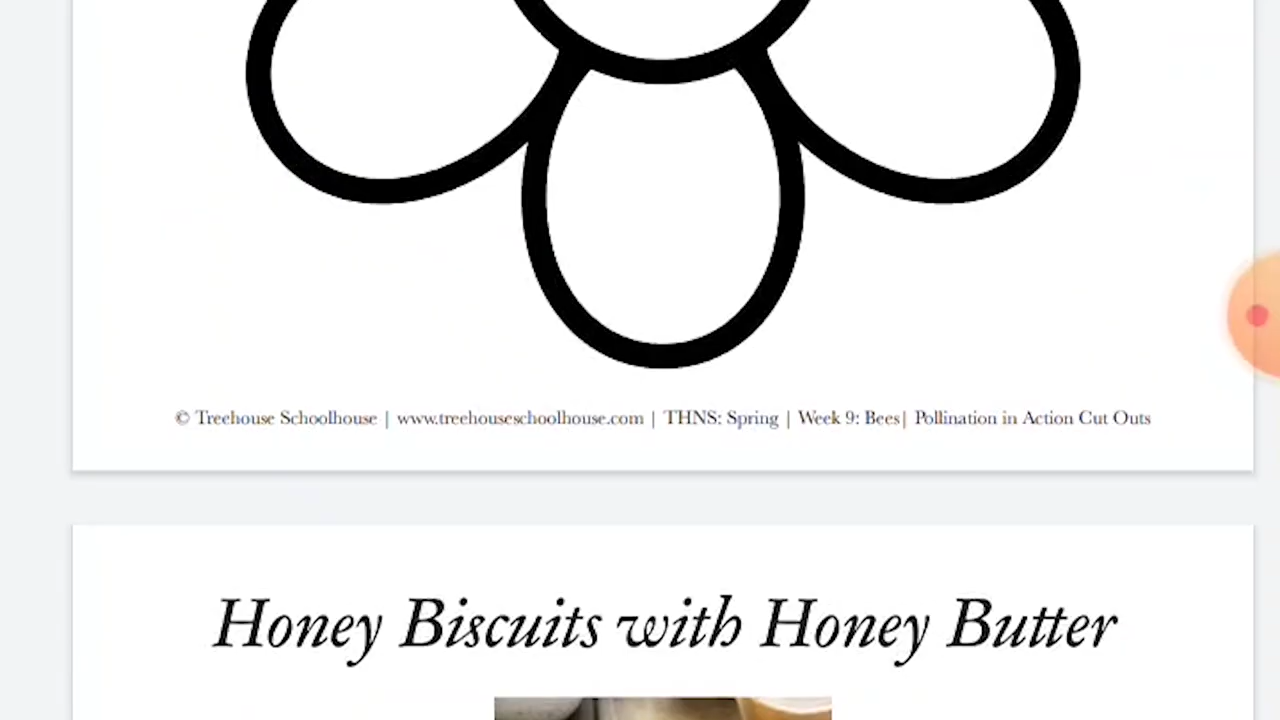 © Treehouse Schoolhouse | www.treehouseschoolhouse.com | THNS: Spring | Week 9: Bees| Pollination in Action Cut Outs
Honey Biscuits with Honey Butter